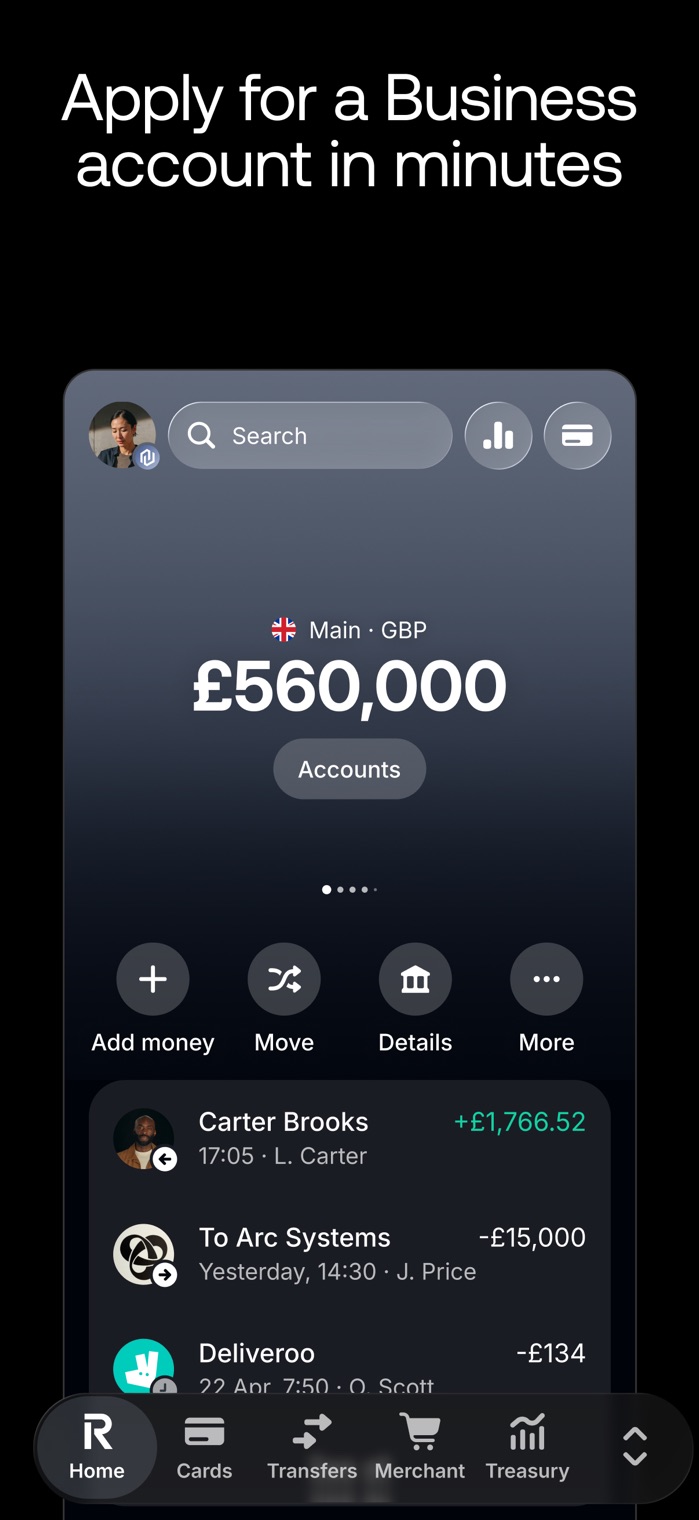 Apply for a Business
account in minutes
Search
Main · GBP
£560,000
Accounts
Add money
Move
Details
More
Carter Brooks
+£1,766.52
17:05 · L. Carter
To Arc Systems
-£15,000
Yesterday, 14:30 · J. Price
Deliveroo
-£134
22 Apr, 7:50 · O. Scott
Home
Cards
Transfers
Merchant
Treasury